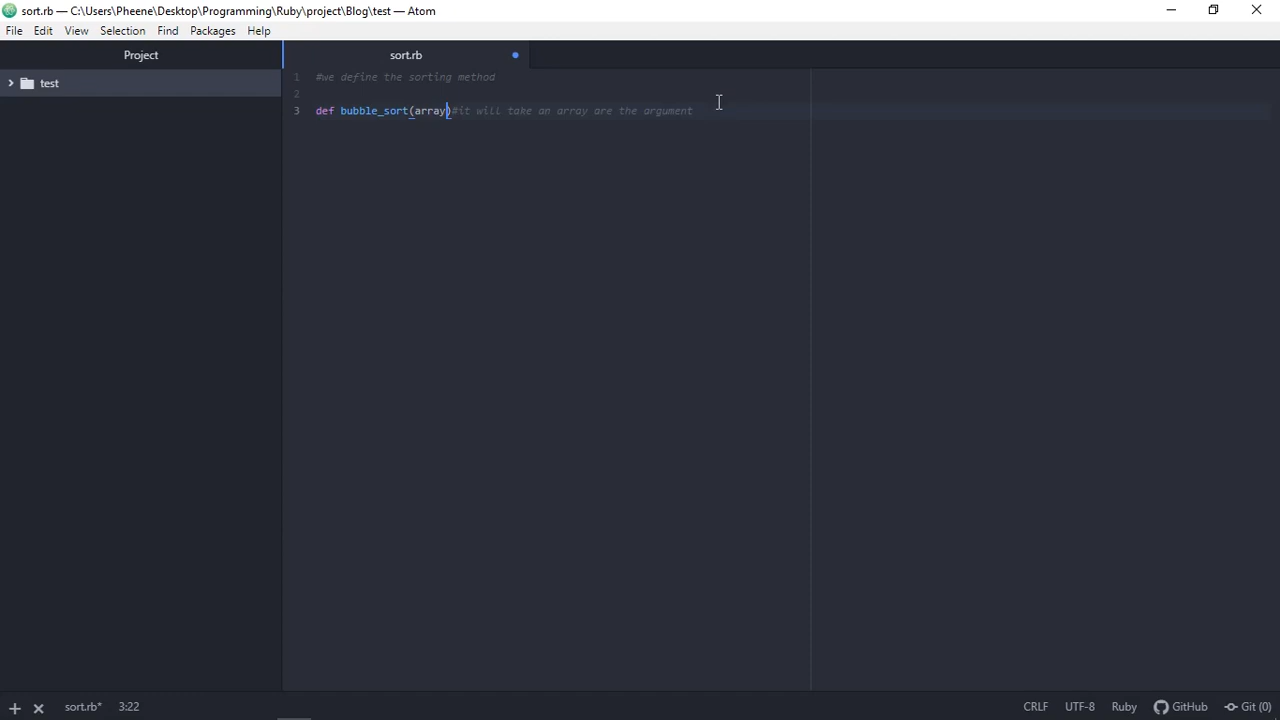 sort.rb — C:\Users\Pheene\Desktop\Programming\Ruby\project\Blog\test — Atom
File Edit View Selection Find Packages Help
Project
sort.rb
test
1 #we define the sorting method
2
3 def bubble_sort(array)#it will take an array are the argument
sort.rb* 3:22 CRLF UTF-8 Ruby GitHub Git (0)